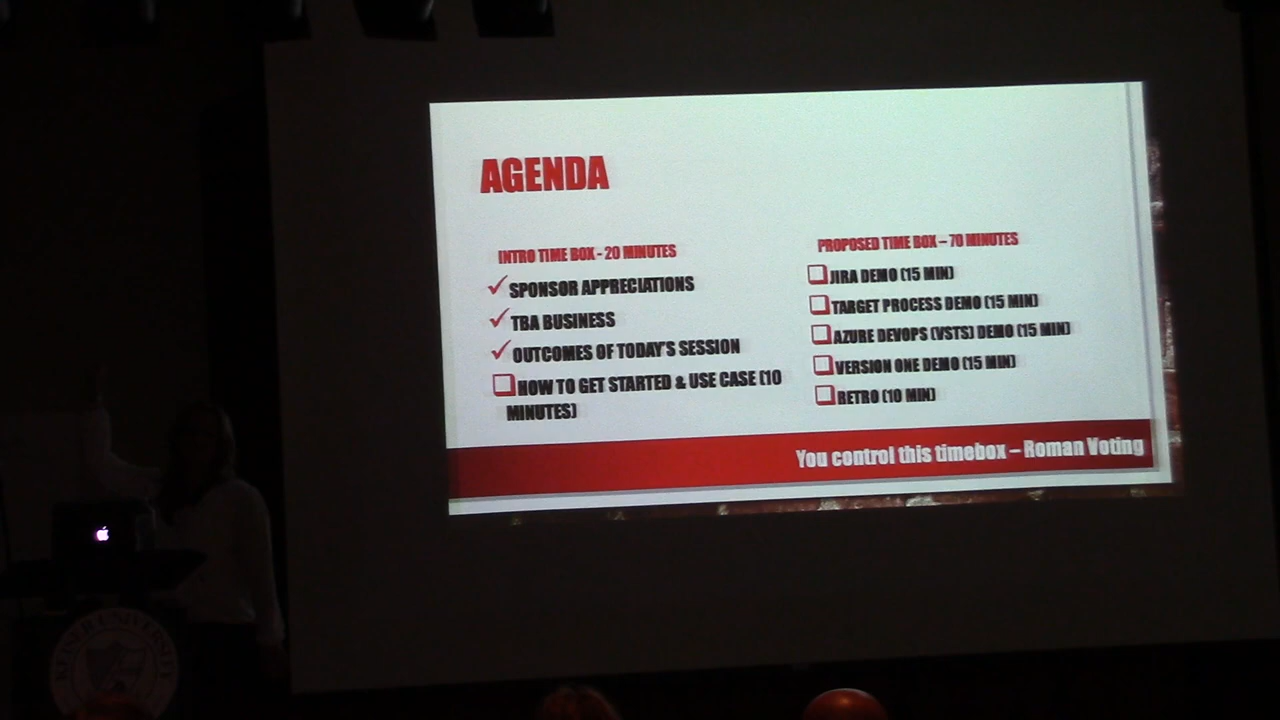 AGENDA
INTRO TIME BOX - 20 MINUTES
SPONSOR APPRECIATIONS
TBA BUSINESS
OUTCOMES OF TODAY'S SESSION
HOW TO GET STARTED & USE CASE (10
MINUTES)
PROPOSED TIME BOX – 70 MINUTES
JIRA DEMO (15 MIN)
TARGET PROCESS DEMO (15 MIN)
AZURE DEVOPS (VSTS) DEMO (15 MIN)
VERSION ONE DEMO (15 MIN)
RETRO (10 MIN)
You control this timebox – Roman Voting
KEISER UNIVERSITY